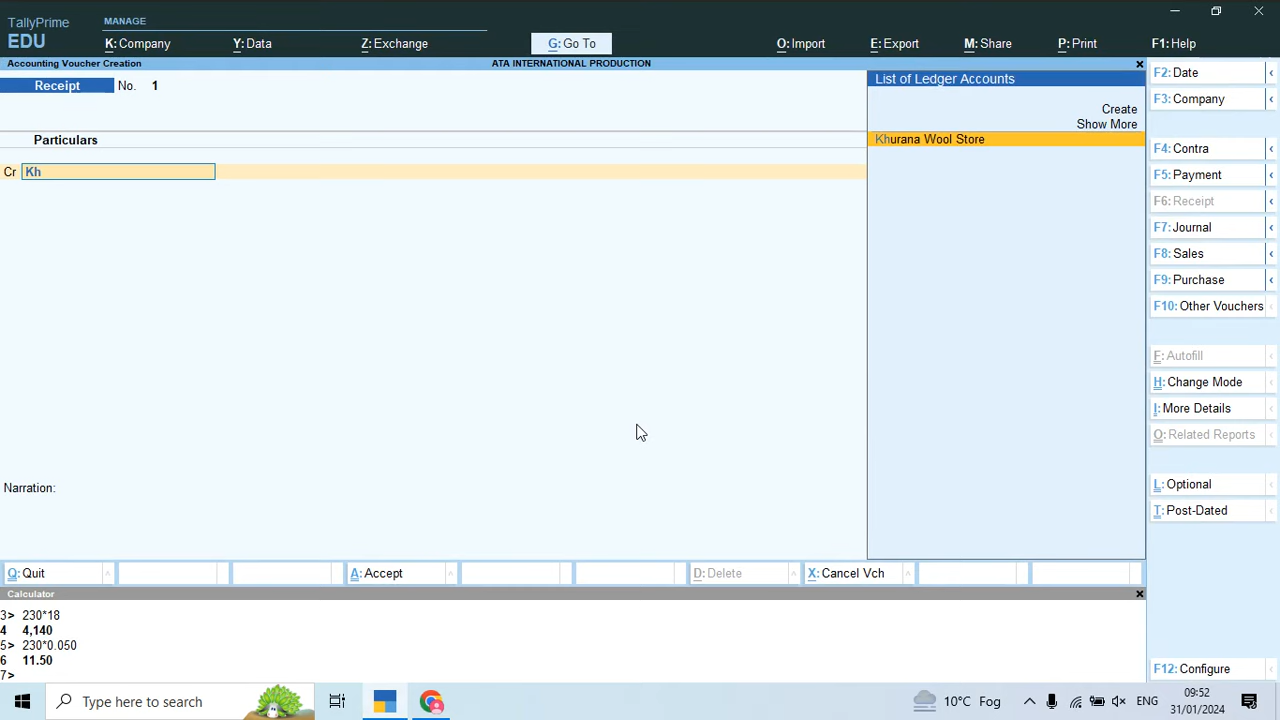 TallyPrime
EDU
MANAGE
K: Company
Y: Data
Z: Exchange
G: Go To
O: Import
E: Export
M: Share
P: Print
F1: Help
Accounting Voucher Creation
ATA INTERNATIONAL PRODUCTION
Receipt
No. 1
Particulars
Cr Kh
Narration:
List of Ledger Accounts
Create
Show More
Khurana Wool Store
F2: Date
F3: Company
F4: Contra
F5: Payment
F6: Receipt
F7: Journal
F8: Sales
F9: Purchase
F10: Other Vouchers
F: Autofill
H: Change Mode
I: More Details
O: Related Reports
L: Optional
T: Post-Dated
F12: Configure
Q: Quit
A: Accept
D: Delete
X: Cancel Vch
Calculator
3> 230*18
4 4,140
5> 230*0.050
6 11.50
7>
Type here to search
10°C Fog
ENG
09:52
31/01/2024